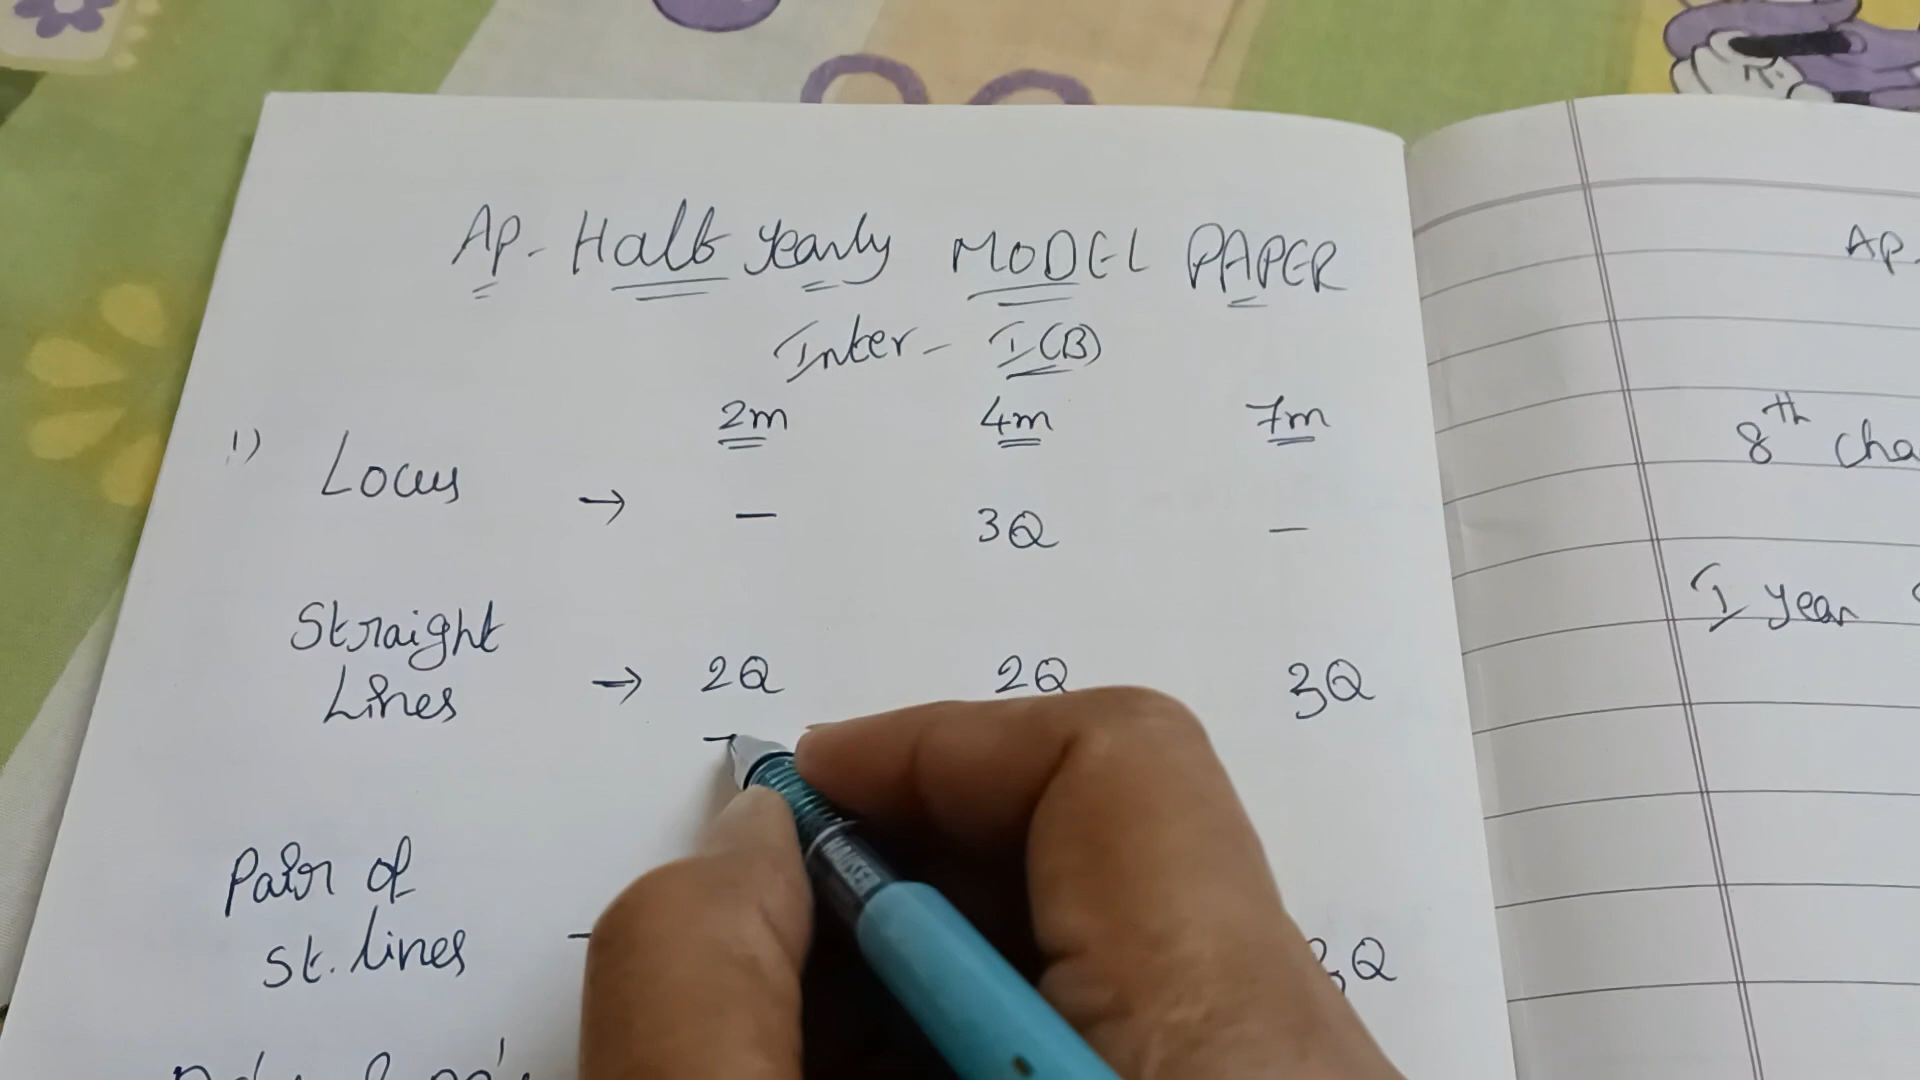 AP- Half Yearly MODEL PAPER
Inter- I(B)
2m 4m 7m
1) Locus → — 3Q —
Straight
Lines → 2Q 2Q 3Q
Pair of
St. Lines Q
AP
8th Cha
I Year
HAUSER